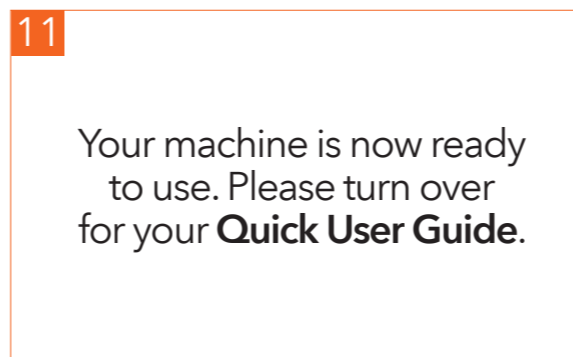 11
Your machine is now ready
to use. Please turn over
for your Quick User Guide.